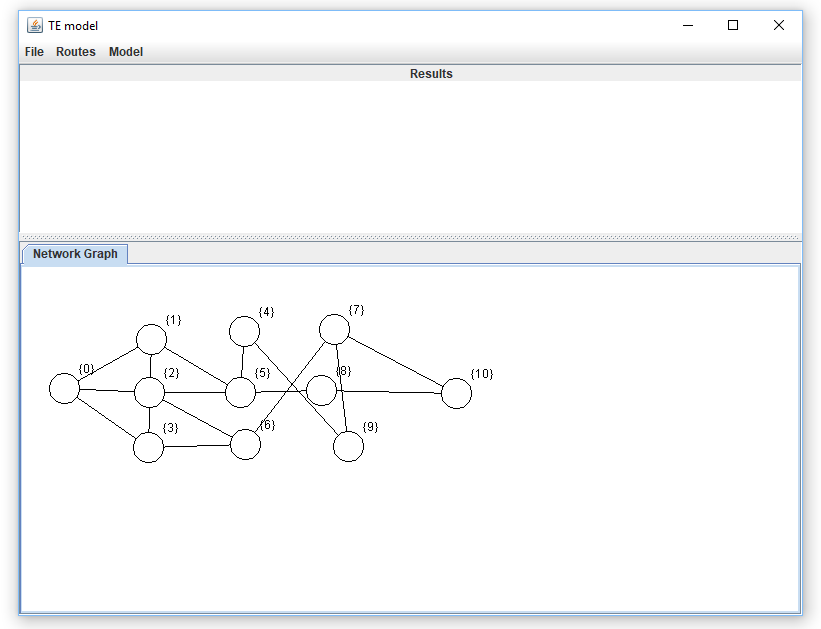 TE model
File Routes Model
Results
Network Graph
{0}
{1}
{2}
{3}
{4}
{5}
{6}
{7}
{8}
{9}
{10}